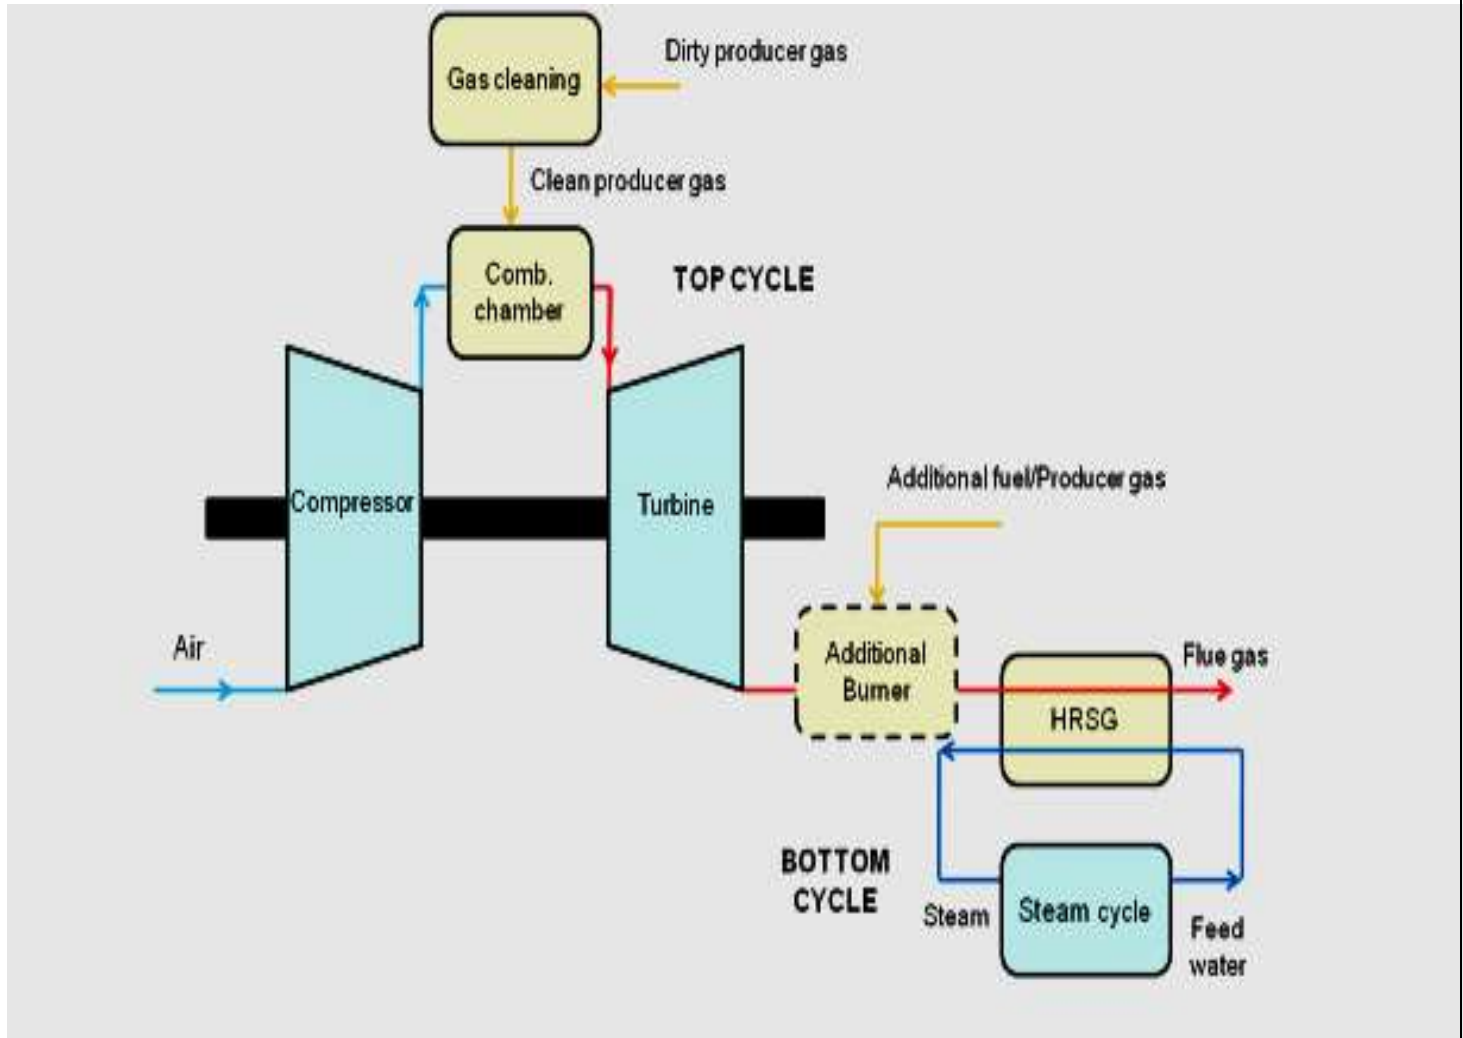 Dirty producer gas
Gas cleaning
Clean producer gas
Comb.
chamber
TOP CYCLE
Compressor
Turbine
Additional fuel/Producer gas
Air
Additional
Burner
Flue gas
HRSG
BOTTOM
CYCLE
Steam
Steam cycle
Feed
water